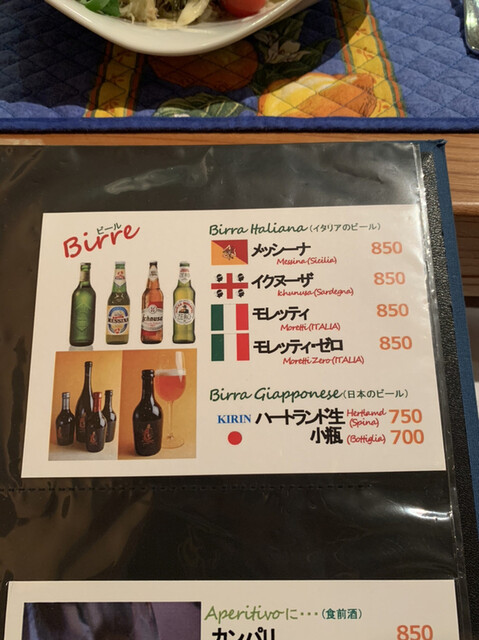 ビール
Birre
Birra Italiana (イタリアのビール)
メッシーナ 850
Messina (Sicilia)
イクヌーザ 850
Ichunusa (Sardegna)
モレッティ 850
Moretti (ITALIA)
モレッティ・ゼロ 850
Moretti Zero (ITALIA)
Birra Giapponese (日本のビール)
KIRIN ハートランド生 Hertlamd (Spina) 750
小瓶 (Bottiglia) 700
Aperitivo に・・・(食前酒)
カンパリ 850